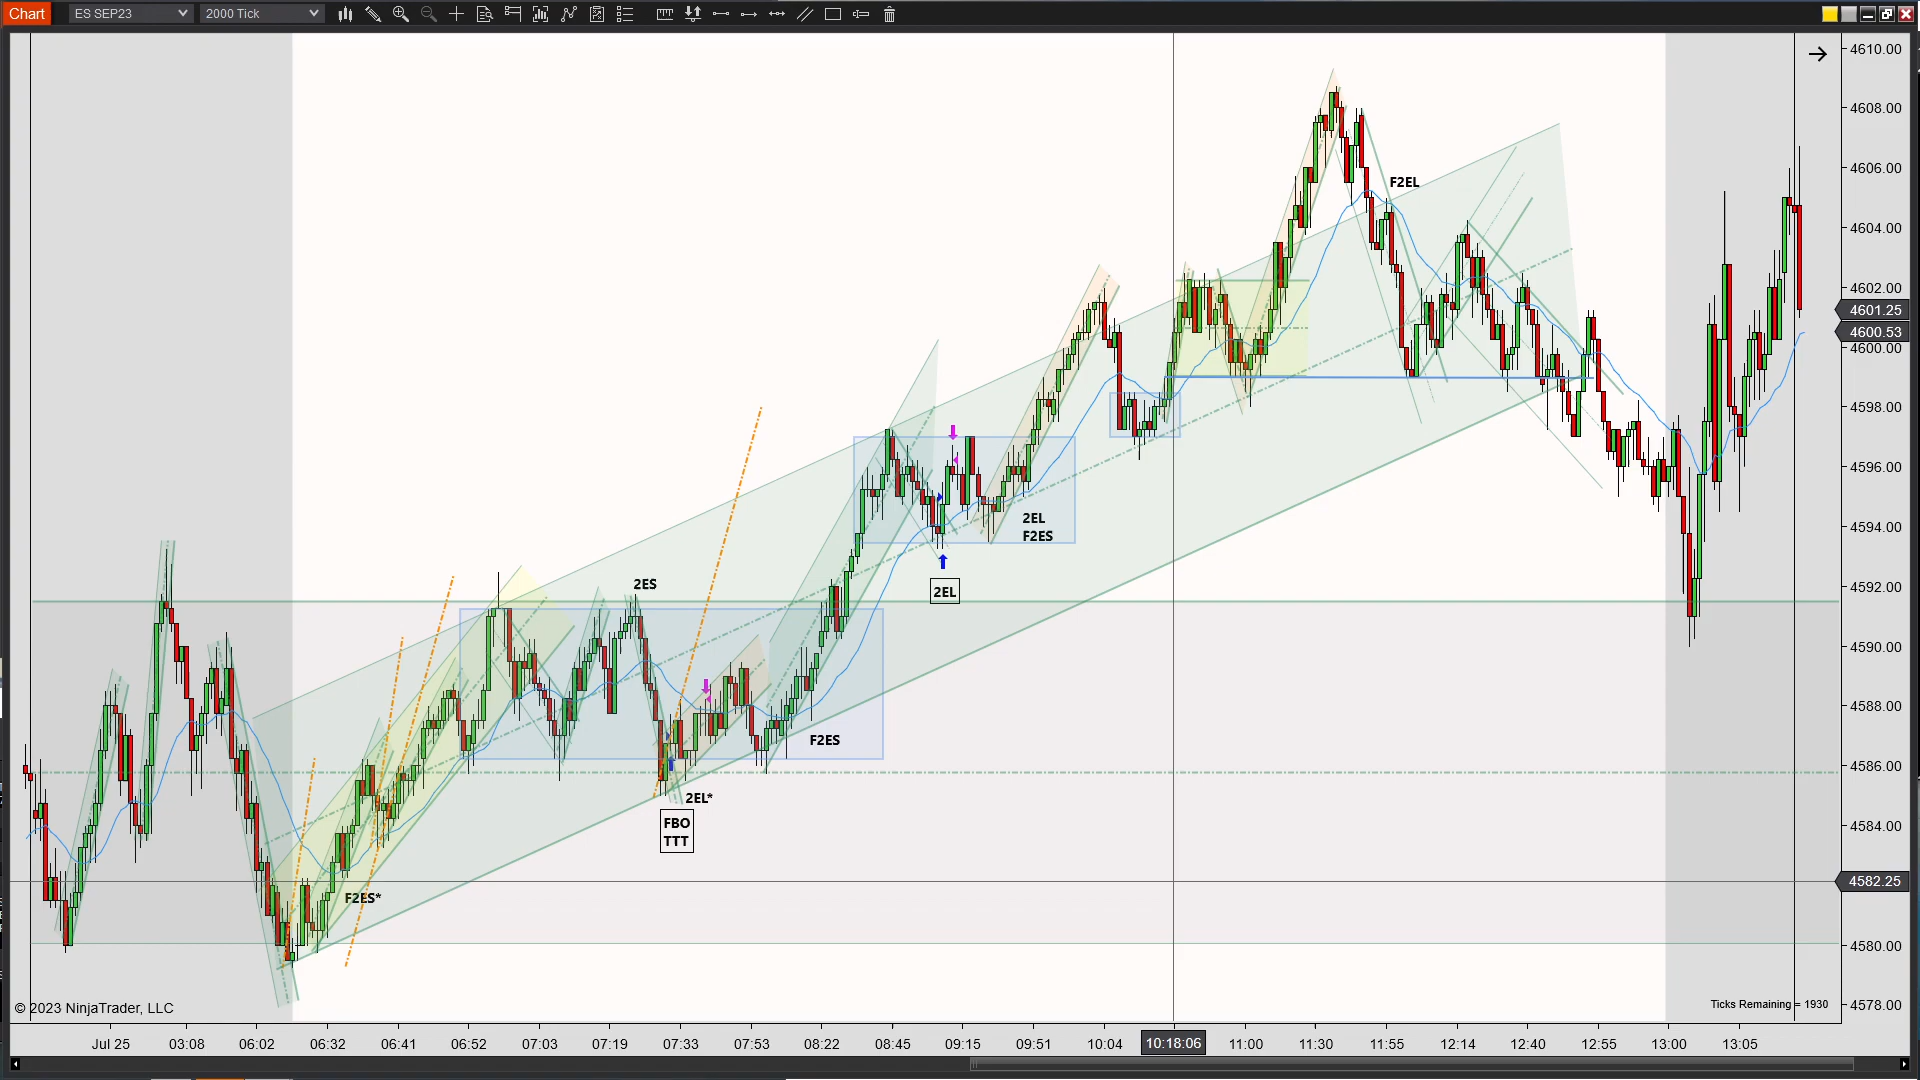 Chart
ES SEP23
2000 Tick
4610.00
4608.00
4606.00
4604.00
4602.00
4601.25
4600.53
4600.00
4598.00
4596.00
4594.00
4592.00
4590.00
4588.00
4586.00
4584.00
4582.25
4580.00
4578.00
F2EL
2EL
F2ES
2EL
2ES
F2ES
2EL*
FBO
TTT
F2ES*
© 2023 NinjaTrader, LLC
Ticks Remaining = 1930
Jul 25
03:08
06:02
06:32
06:41
06:52
07:03
07:19
07:33
07:53
08:22
08:45
09:15
09:51
10:04
10:18:06
11:00
11:30
11:55
12:14
12:40
12:55
13:00
13:05